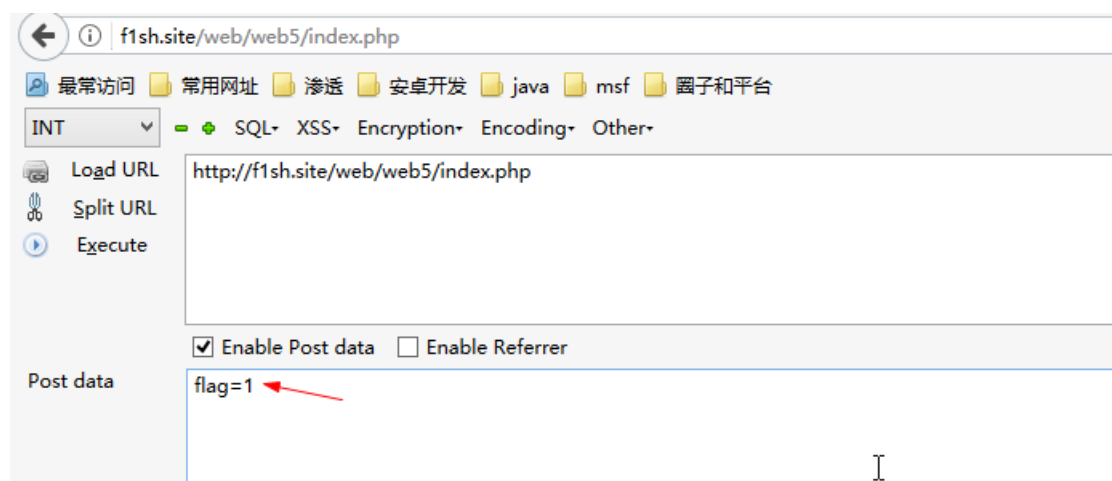 f1sh.site/web/web5/index.php
最常访问 常用网址 渗透 安卓开发 java msf 圈子和平台
INT SQL▾ XSS▾ Encryption▾ Encoding▾ Other▾
Load URL http://f1sh.site/web/web5/index.php
Split URL
Execute
Enable Post data Enable Referrer
Post data flag=1